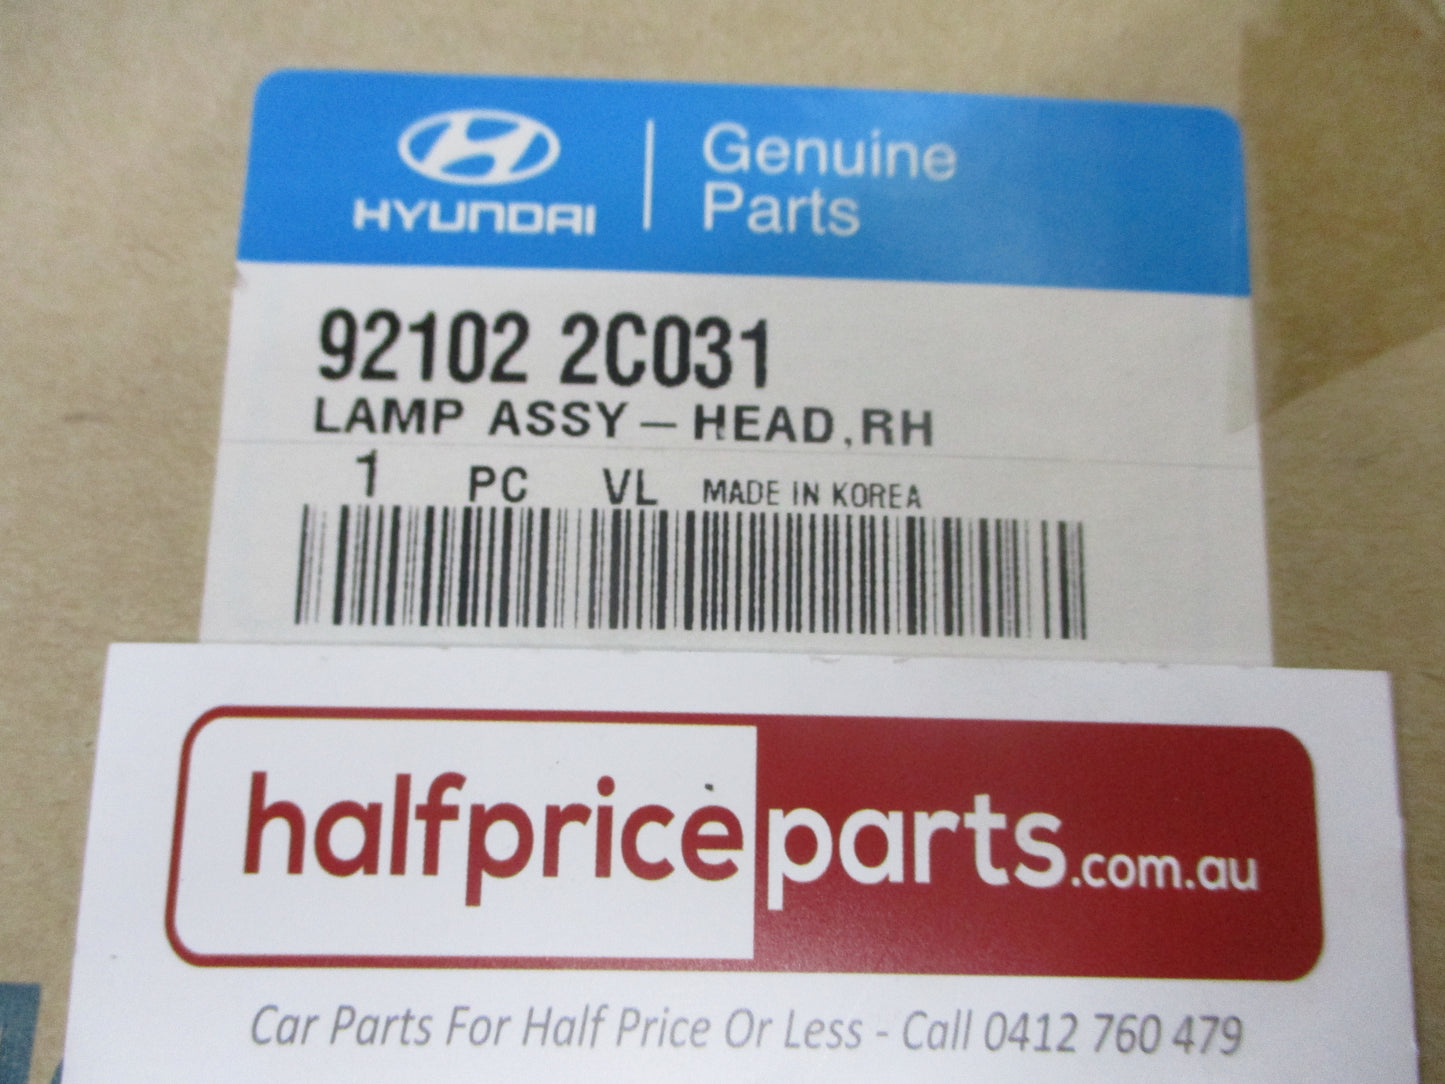 HYUNDAI
Genuine
Parts
92102 2C031
LAMP ASSY – HEAD, RH
1 PC VL MADE IN KOREA
halfpriceparts.com.au
Car Parts For Half Price Or Less - Call 0412 760 479